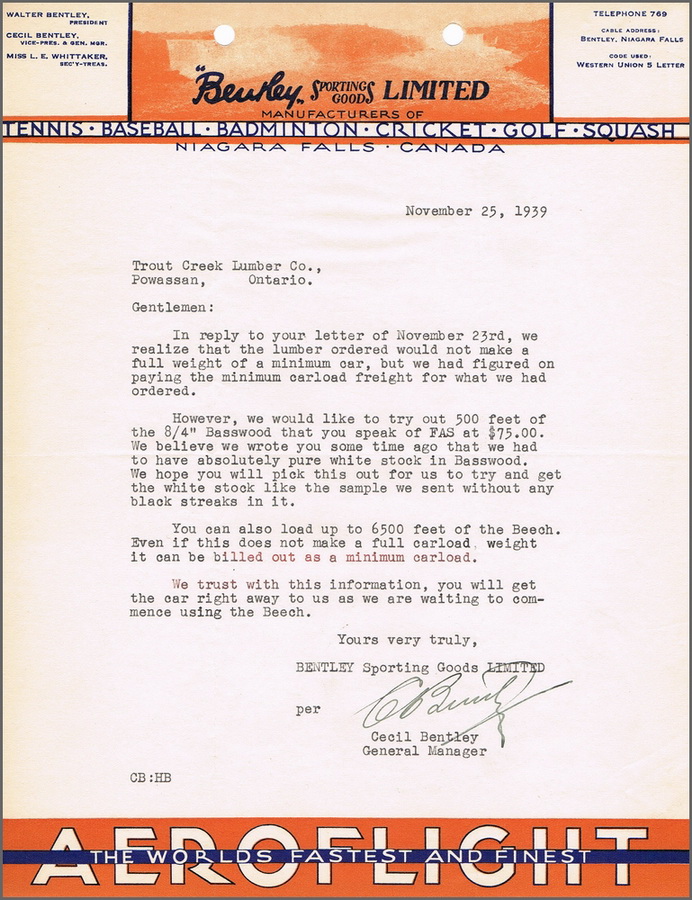 WALTER BENTLEY,
PRESIDENT
CECIL BENTLEY,
VICE-PRES. & GEN. MGR.
MISS L. E. WHITTAKER,
SEC'Y-TREAS.
"Bentley" SPORTINGS GOODS LIMITED
MANUFACTURERS OF
TELEPHONE 769
CABLE ADDRESS:
BENTLEY, NIAGARA FALLS
CODE USED:
WESTERN UNION 5 LETTER
TENNIS · BASEBALL · BADMINTON · CRICKET · GOLF · SQUASH
NIAGARA FALLS · CANADA
November 25, 1939
Trout Creek Lumber Co.,
Powassan, Ontario.
Gentlemen:
In reply to your letter of November 23rd, we
realize that the lumber ordered would not make a
full weight of a minimum car, but we had figured on
paying the minimum carload freight for what we had
ordered.
However, we would like to try out 500 feet of
the 8/4" Basswood that you speak of FAS at $75.00.
We believe we wrote you some time ago that we had
to have absolutely pure white stock in Basswood.
We hope you will pick this out for us to try and get
the white stock like the sample we sent without any
black streaks in it.
You can also load up to 6500 feet of the Beech.
Even if this does not make a full carload weight
it can be billed out as a minimum carload.
We trust with this information, you will get
the car right away to us as we are waiting to com-
mence using the Beech.
Yours very truly,
BENTLEY Sporting Goods LIMITED
per C Bentley
Cecil Bentley
General Manager
CB:HB
AEROFLIGHT
THE WORLDS FASTEST AND FINEST